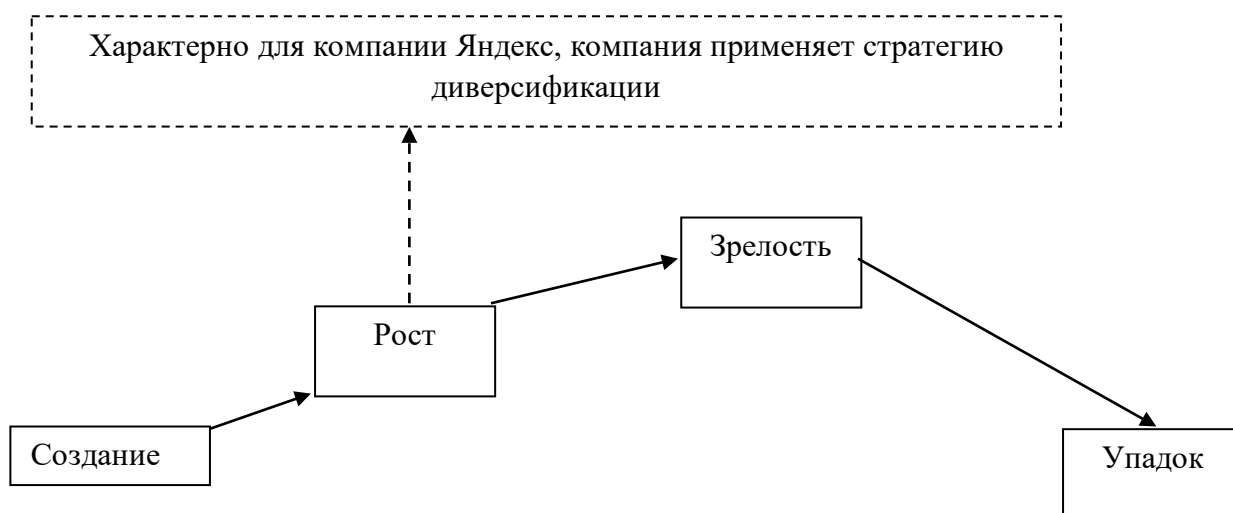 Характерно для компании Яндекс, компания применяет стратегию
диверсификации
Зрелость
Рост
Создание
Упадок